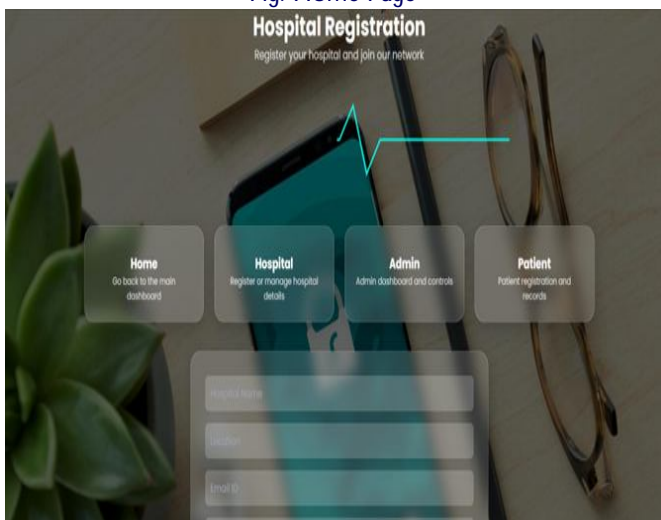 Fig: Home Page
Hospital Registration
Register your hospital and join our network
Home
Go back to the main
dashboard
Hospital
Register or manage hospital
details
Admin
Admin dashboard and controls
Patient
Patient registration and
records
Hospital Name
Location
Email ID